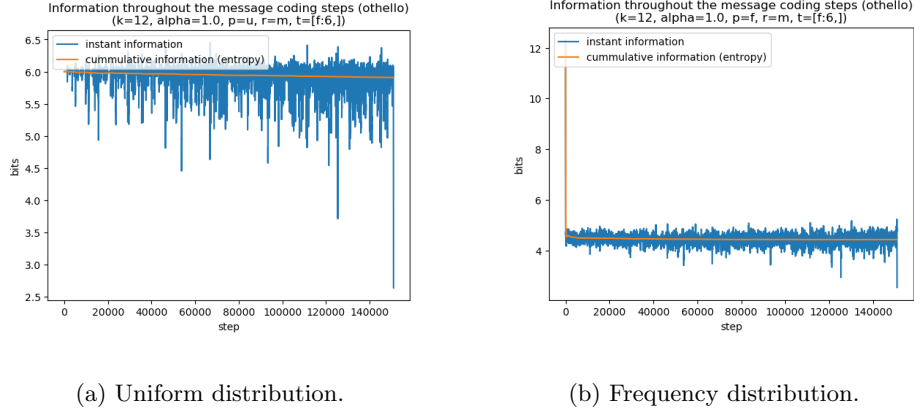 Information throughout the message coding steps (othello)
(k=12, alpha=1.0, p=u, r=m, t=[f:6,])
instant information
cummulative information (entropy)
6.5
6.0
5.5
5.0
4.5
4.0
3.5
3.0
2.5
bits
0 20000 40000 60000 80000 100000 120000 140000
step
(a) Uniform distribution.
Information throughout the message coding steps (othello)
(k=12, alpha=1.0, p=f, r=m, t=[f:6,])
instant information
cummulative information (entropy)
12
10
8
6
4
bits
0 20000 40000 60000 80000 100000 120000 140000
step
(b) Frequency distribution.